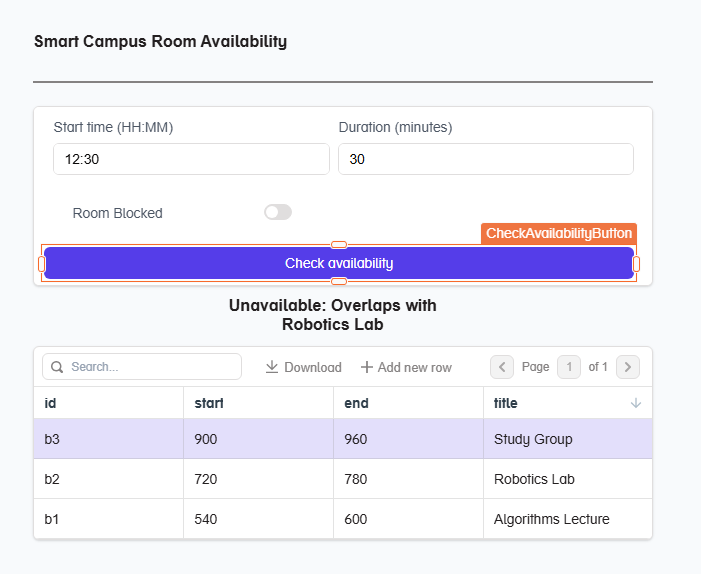 Smart Campus Room Availability
Start time (HH:MM) Duration (minutes)
12:30 30
Room Blocked
CheckAvailabilityButton
Check availability
Unavailable: Overlaps with
Robotics Lab
Search... Download Add new row Page 1 of 1
id start end title
b3 900 960 Study Group
b2 720 780 Robotics Lab
b1 540 600 Algorithms Lecture